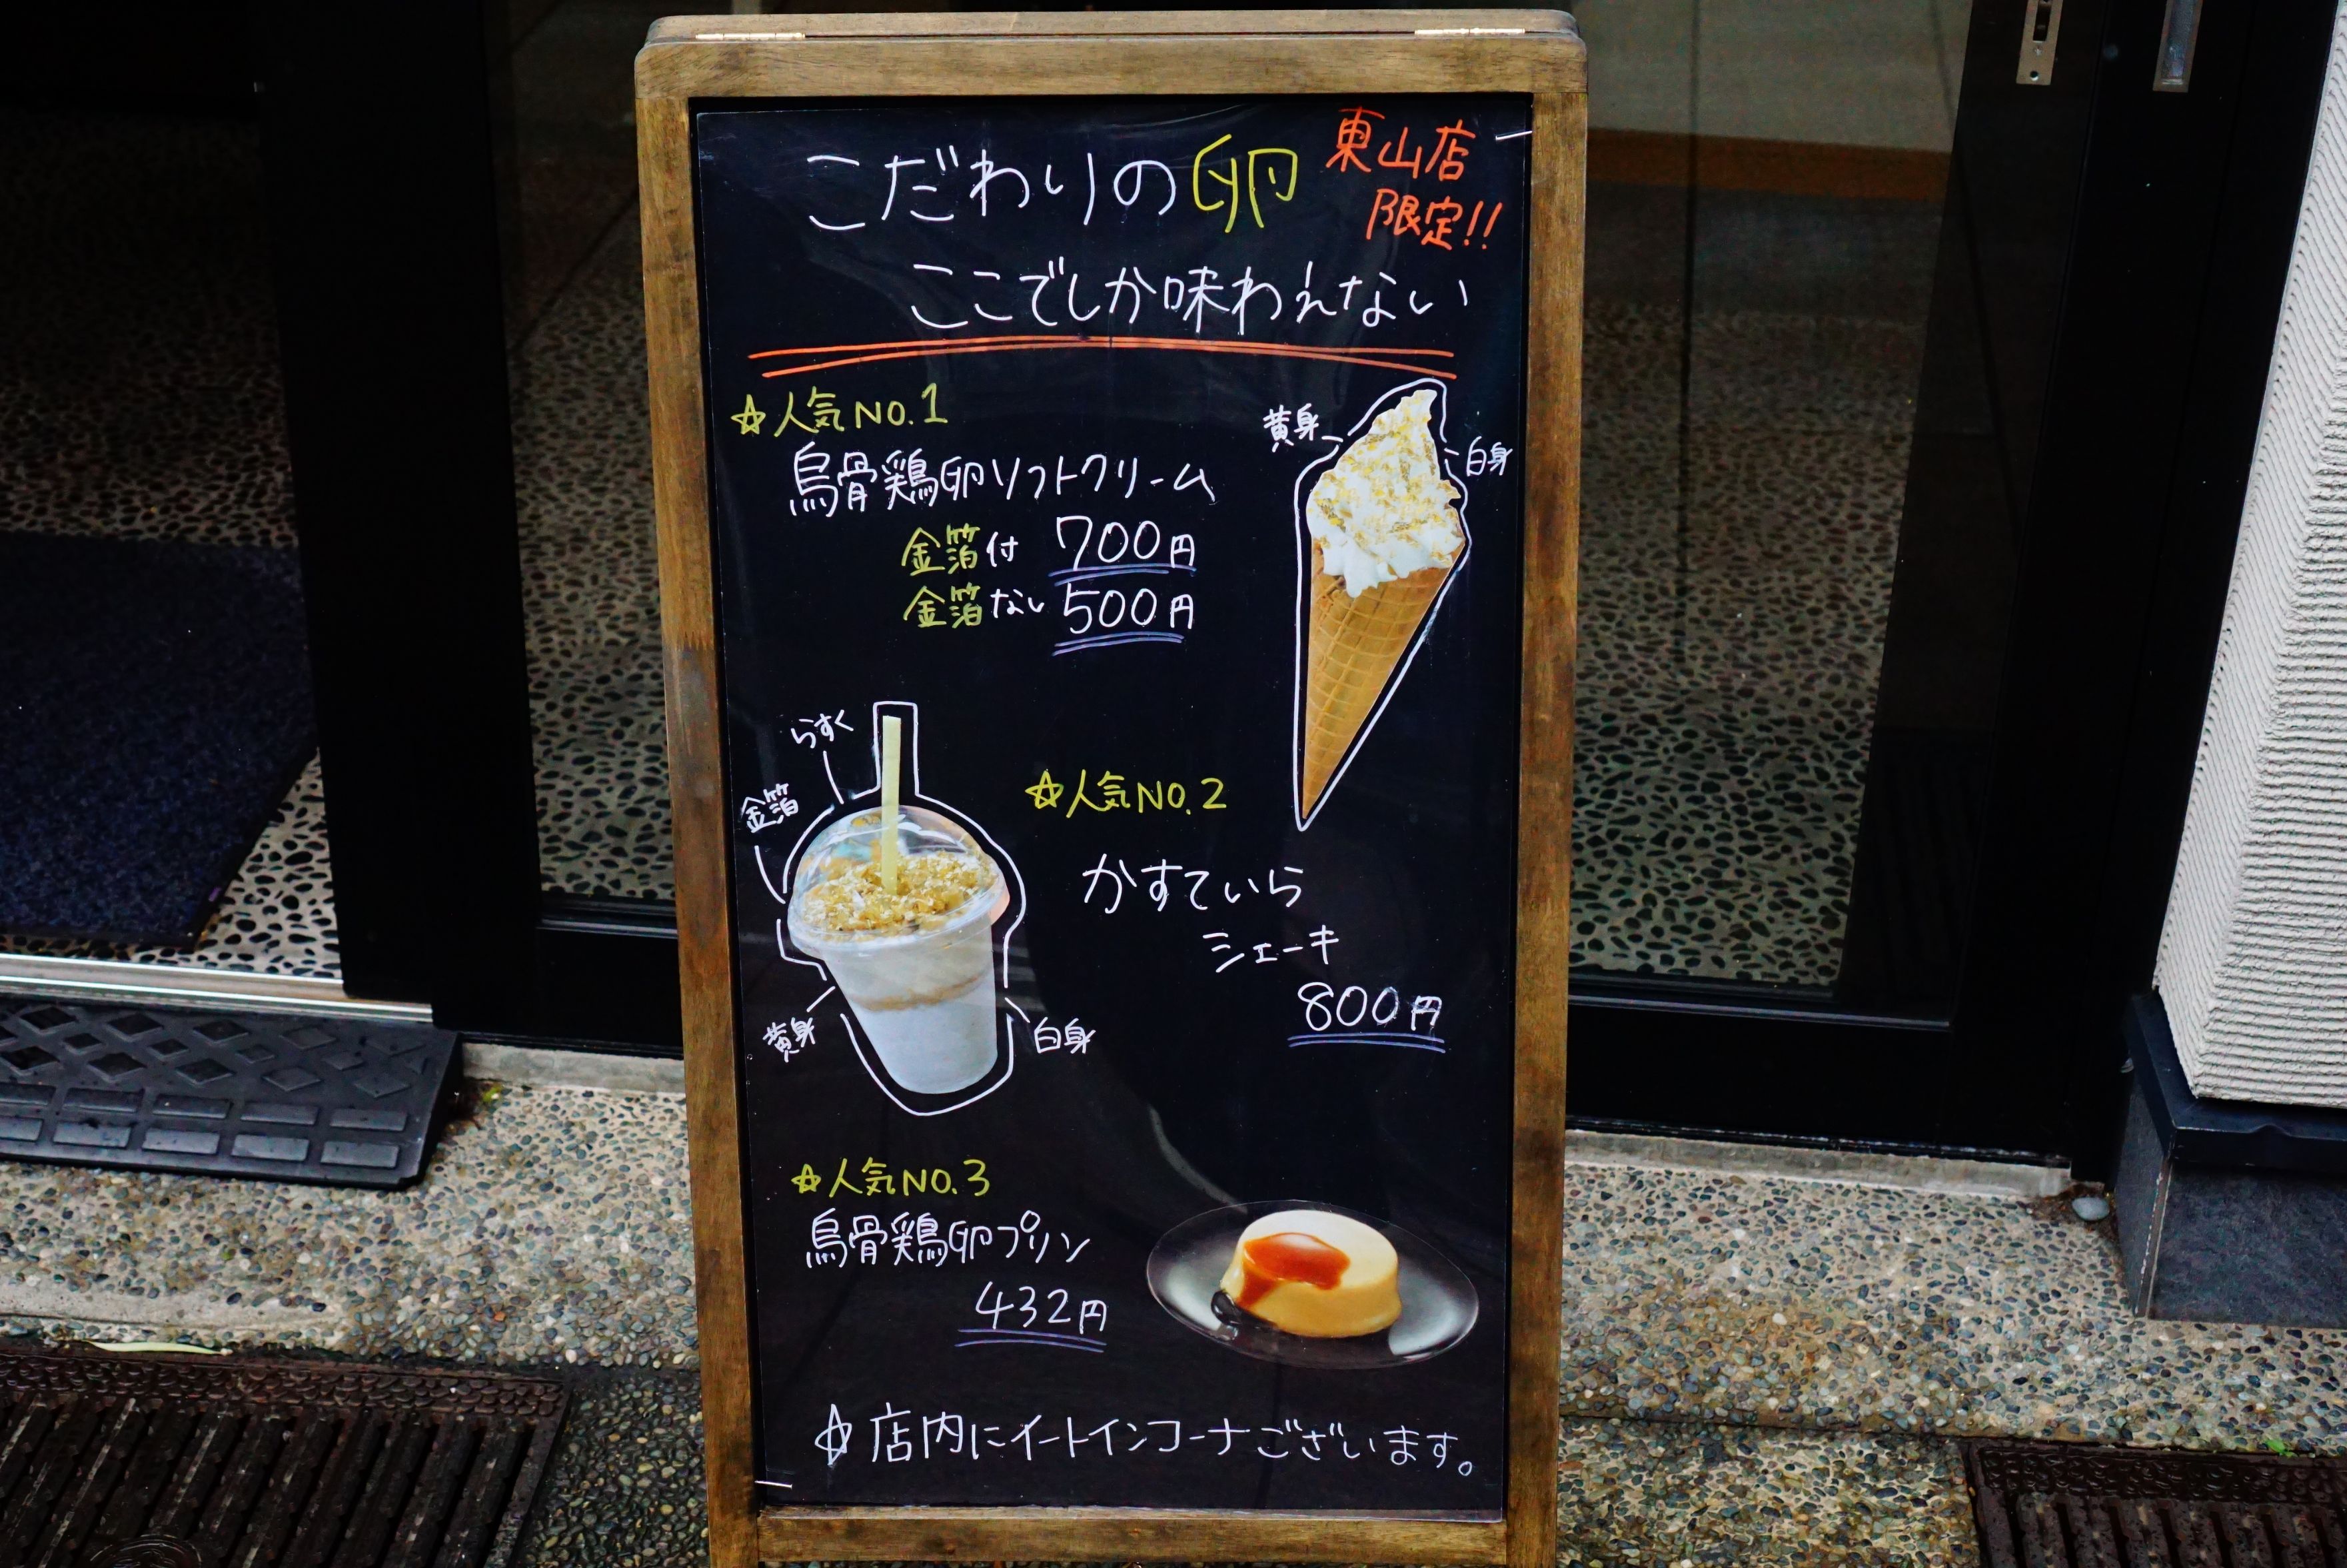 こだわりの卵
東山店
限定!!
ここでしか味わえない
☆人気NO.1
烏骨鶏卵ソフトクリーム
金箔付 700円
金箔なし 500円
黄身
白身
らすく
金箔
黄身
白身
☆人気NO.2
かすていら
シェーキ
800円
☆人気NO.3
烏骨鶏卵プリン
432円
☆店内にイートインコーナございます。